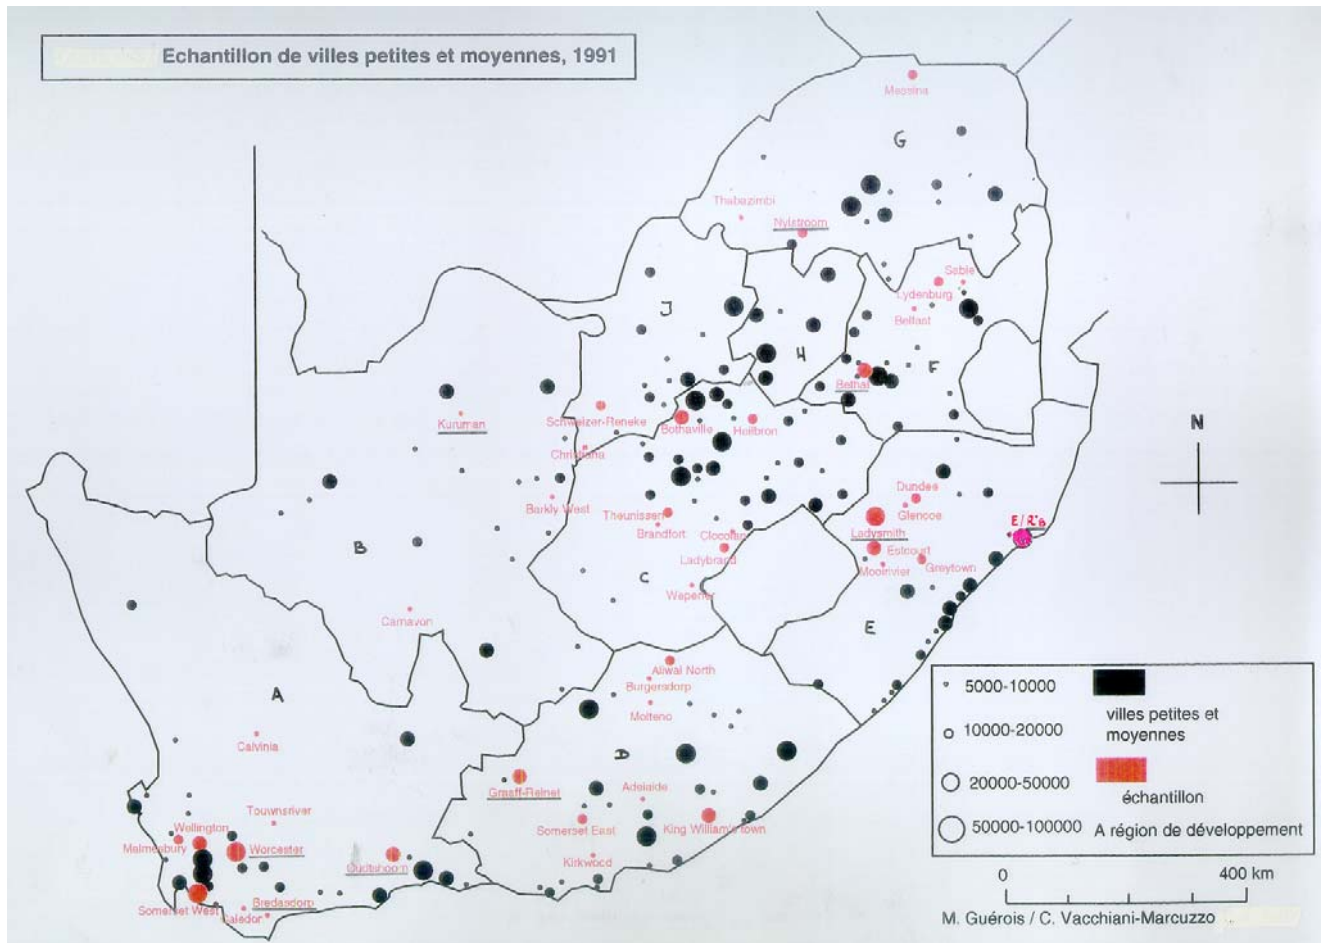 Echantillon de villes petites et moyennes, 1991
Messina
G
Thabazimbi
Nylstroom
Sabie
Lydenburg
Belfast
J
H
F
Bethal
Kuruman
Schweizer-Reneke
Bothaville
Heilbron
Christiana
N
Dundee
Glencoe
Barkly West
Theunissen
Brandfort
Clocolan
Ladybrand
Ladysmith
Estcourt
Mooirivier
Greytown
E/R'B
B
C
Wepener
Carnavon
E
Aliwal North
Burgersdorp
Molteno
A
Calvinia
D
Graaff-Reinet
Adelaide
Somerset East
King William's town
Kirkwood
Touwnsriver
Wellington
Malmesbury
Worcester
Oudtshoorn
Bredasdorp
Somerset West
Caledor
5000-10000
10000-20000
20000-50000
50000-100000
villes petites et
moyennes
échantillon
A région de développement
0
400 km
M. Guérois / C. Vacchiani-Marcuzzo